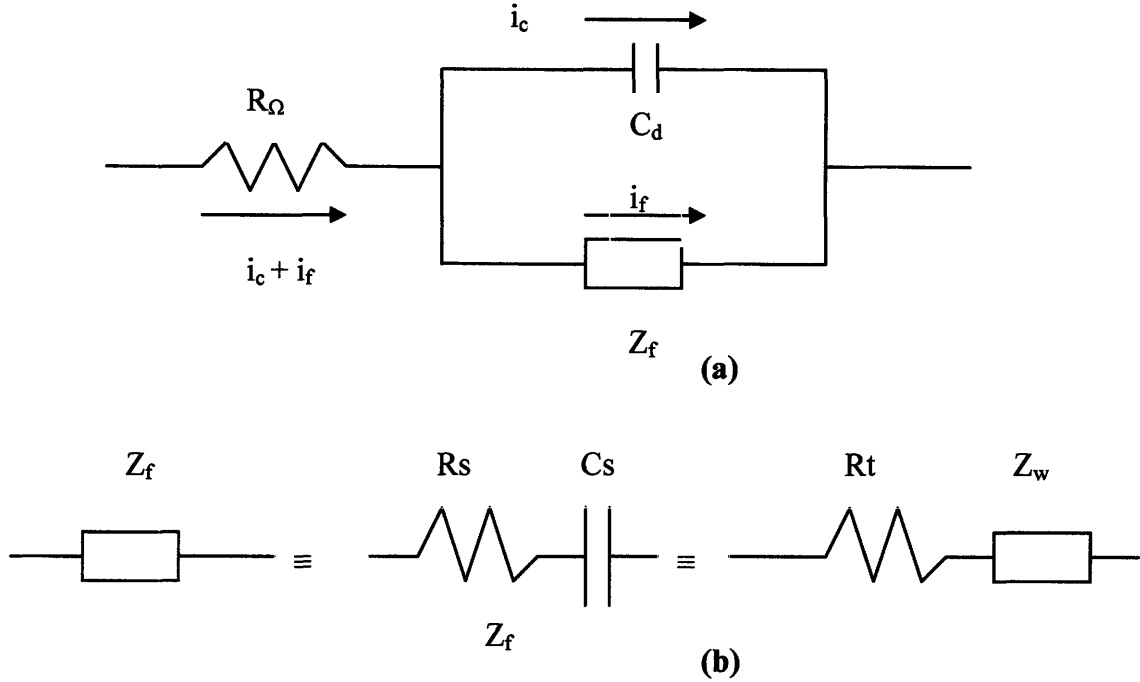 i_c
R_Ω
C_d
i_f
i_c + i_f
Z_f
(a)
Z_f Rs Cs Rt Z_w
≡ ≡
Z_f
(b)